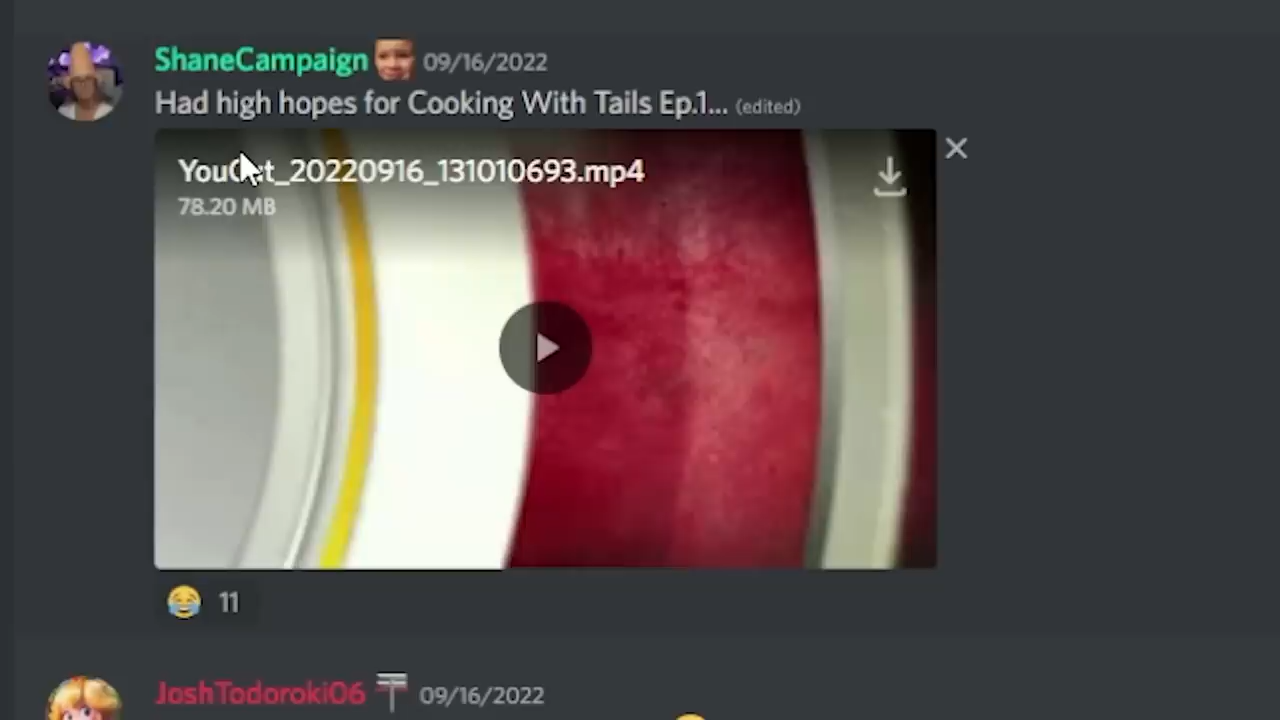 ShaneCampaign 09/16/2022
Had high hopes for Cooking With Tails Ep.1... (edited)
YouCut_20220916_131010693.mp4
78.20 MB
11
JoshTodoroki06 09/16/2022